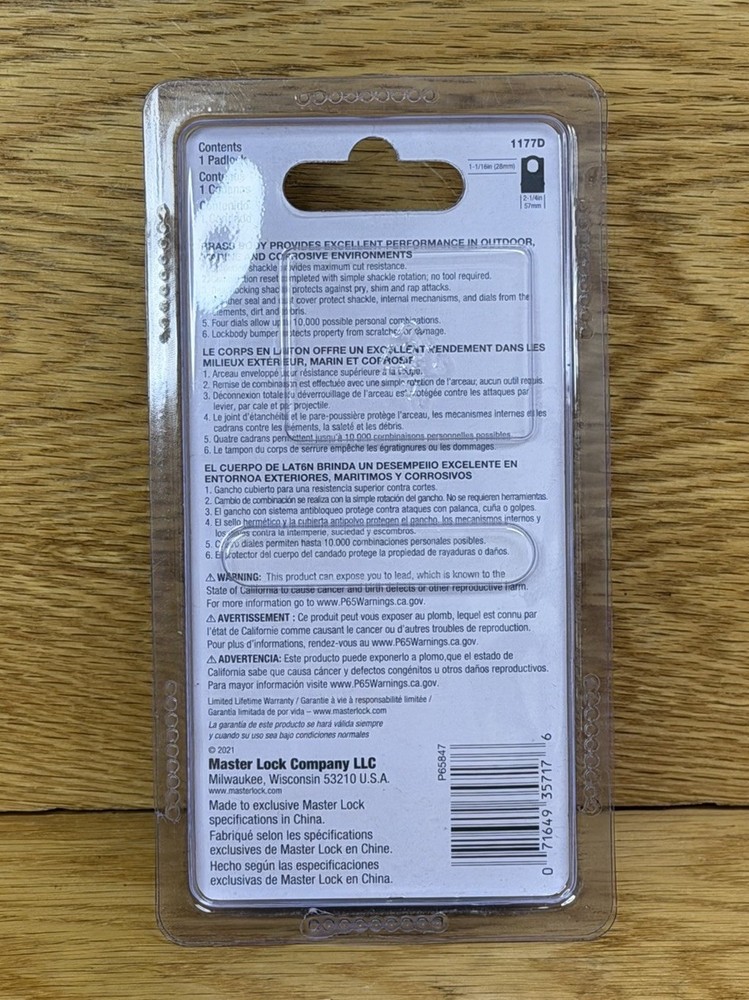 Contents
1177D
1 Padlock
1-1/16in (28mm)
2-1/4in
57mm
BRASS BODY PROVIDES EXCELLENT PERFORMANCE IN OUTDOOR,
AND CORROSIVE ENVIRONMENTS
shackle provides maximum cut resistance.
reset completed with simple shackle rotation; no tool required.
shackle protects against pry, shim and rap attacks.
seal and cover protect shackle, internal mechanisms, and dials from the
elements, dirt and debris.
5. Four dials allow up 10,000 possible personal combinations.
6. Lockbody bumper protects property from scratches or damage.
LE CORPS EN LAITON OFFRE UN EXCELLENT RENDEMENT DANS LES
MILIEUX EXTÉRIEUR, MARIN ET CORROSIF
1. Arceau enveloppé pour résistance supérieure à la coupe.
2. Remise de combinaison est effectuée avec une simple rotation de l'arceau; aucun outil requis.
3. Déconnexion totale du déverrouillage de l'arceau est protégée contre les attaques par
levier, par cale et par projectile.
4. Le joint d'étanchéité et le pare-poussière protège l'arceau, les mécanismes internes et les
cadrans contre les éléments, la saleté et les débris.
5. Quatre cadrans permettent jusqu'à 10 000 combinaisons personnelles possibles
6. Le tampon du corps de serrure empêche les égratignures ou les dommages.
EL CUERPO DE LAT6N BRINDA UN DESEMPEIIO EXCELENTE EN
ENTORNOA EXTERIORES, MARITIMOS Y CORROSIVOS
1. Gancho cubierto para una resistencia superior contra cortes.
2. Cambio de combinación se realiza con la simple rotación del gancho. No se requieren herramientas.
3. El gancho con sistema antibloqueo protege contra ataques con palanca, cuña o golpes.
4. El sello hermético y la cubierta antipolvo protegen el gancho, los mecanismos internos y
los contra la intemperie, suciedad y escombros.
5. Cuatro diales permiten hasta 10.000 combinaciones personales posibles.
6. El protector del cuerpo del candado protege la propiedad de rayaduras o daños.
⚠ WARNING: This product can expose you to lead, which is known to the
State of California to cause cancer and birth defects or other reproductive harm.
For more information go to www.P65Warnings.ca.gov.
⚠ AVERTISSEMENT : Ce produit peut vous exposer au plomb, lequel est connu par
l'état de Californie comme causant le cancer ou d'autres troubles de reproduction.
Pour plus d'informations, rendez-vous au www.P65Warnings.ca.gov.
⚠ ADVERTENCIA: Este producto puede exponerlo a plomo,que el estado de
California sabe que causa cáncer y defectos congénitos u otros daños reproductivos.
Para mayor información visite www.P65Warnings.ca.gov.
Limited Lifetime Warranty / Garantie à vie à responsabilité limitée /
Garantía limitada de por vida – www.masterlock.com
La garantía de este producto se hará válida siempre
y cuando su uso sea bajo condiciones normales
© 2021
Master Lock Company LLC
Milwaukee, Wisconsin 53210 U.S.A.
www.masterlock.com
Made to exclusive Master Lock
specifications in China.
Fabriqué selon les spécifications
exclusives de Master Lock en Chine.
Hecho según las especificaciones
exclusivas de Master Lock en China.
P65847
0 71649 35717 6